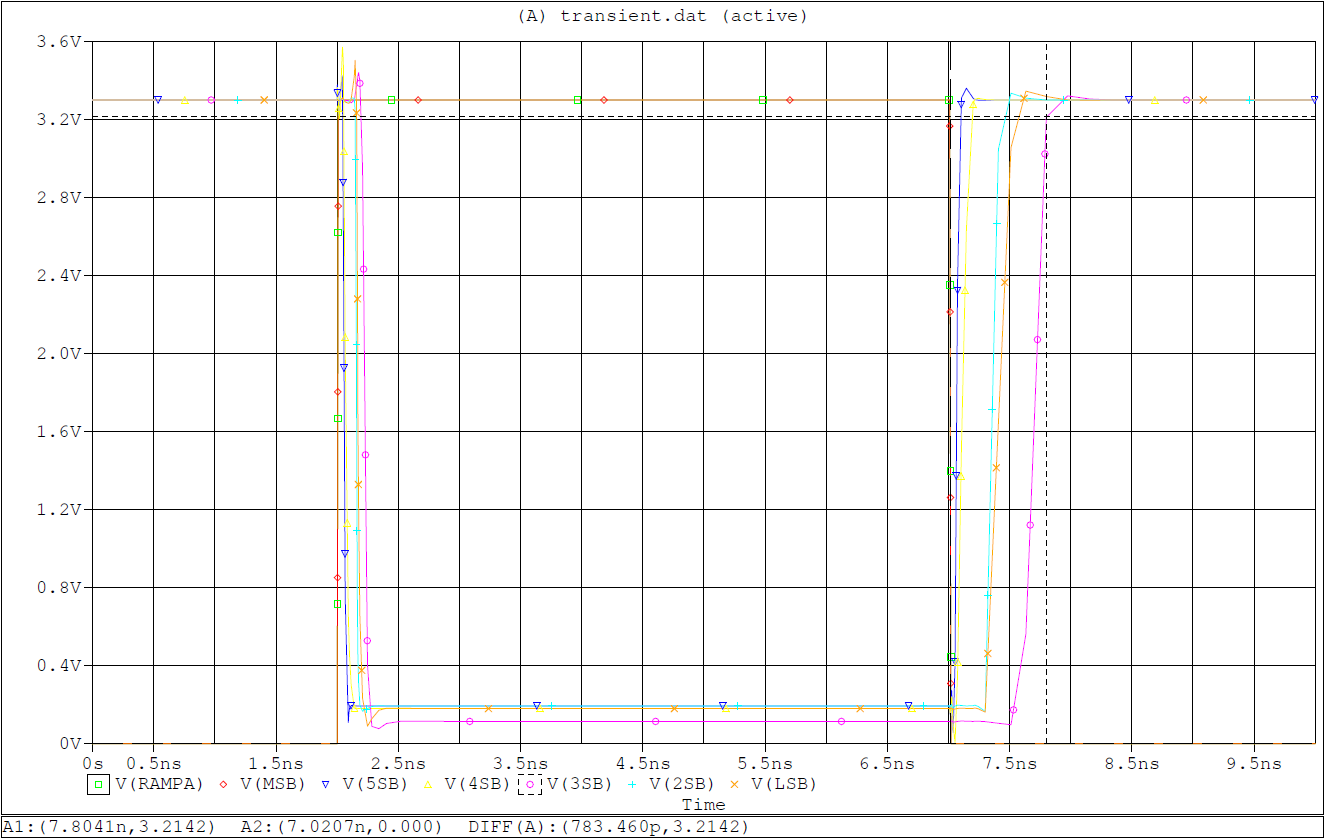 (A) transient.dat (active)
3.6V
3.2V
2.8V
2.4V
2.0V
1.6V
1.2V
0.8V
0.4V
0V
0s 0.5ns 1.5ns 2.5ns 3.5ns 4.5ns 5.5ns 6.5ns 7.5ns 8.5ns 9.5ns
V(RAMPA) V(MSB) V(5SB) V(4SB) V(3SB) V(2SB) V(LSB)
Time
A1:(7.8041n,3.2142) A2:(7.0207n,0.000) DIFF(A):(783.460p,3.2142)